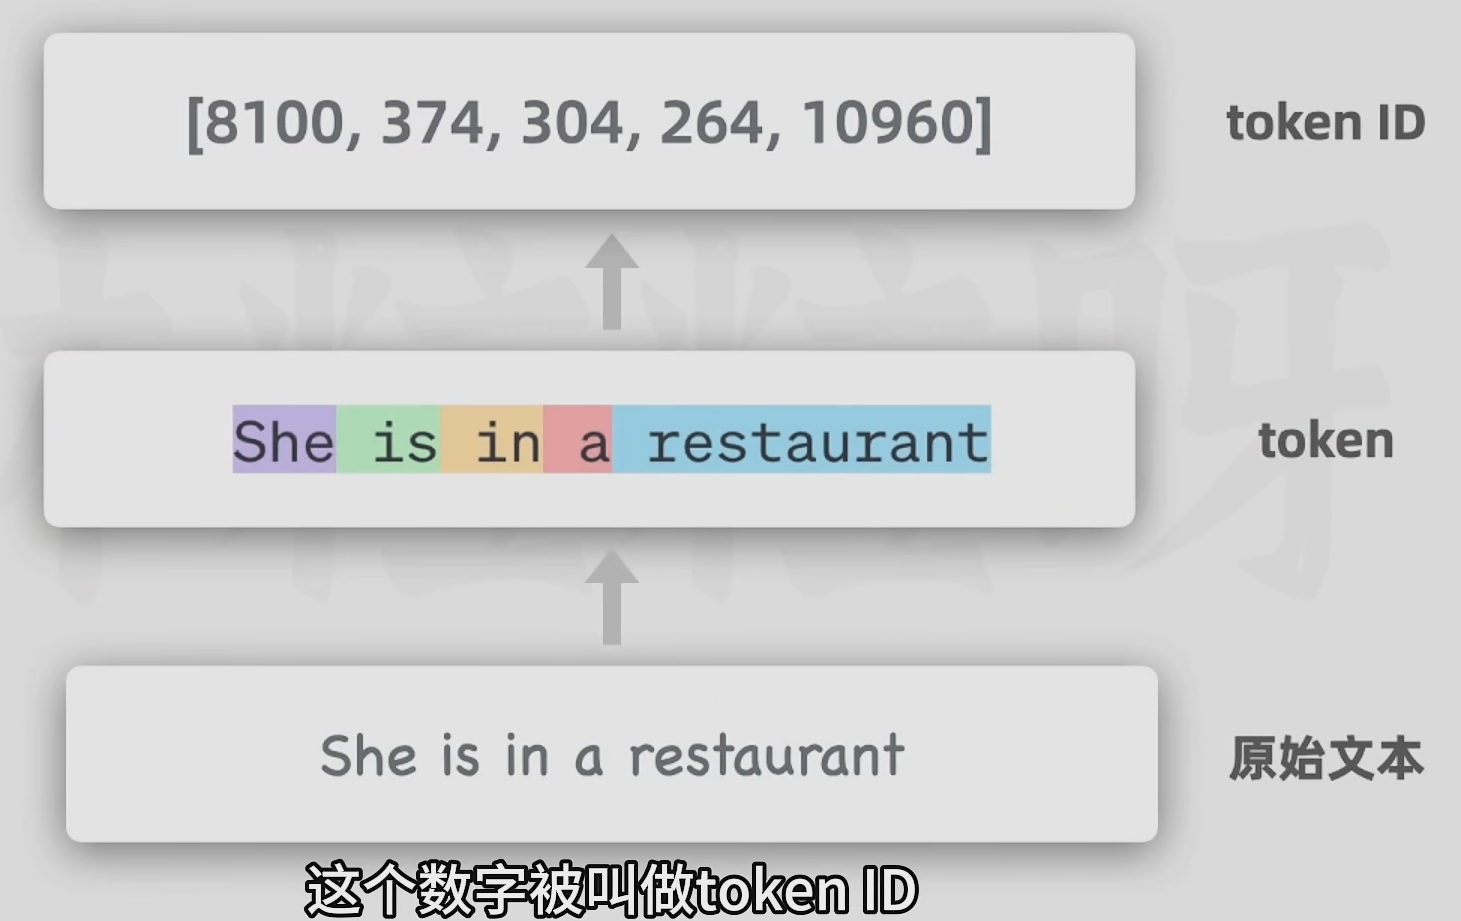 [8100, 374, 304, 264, 10960]
token ID
She is in a restaurant
token
She is in a restaurant
原始文本
这个数字被叫做token ID